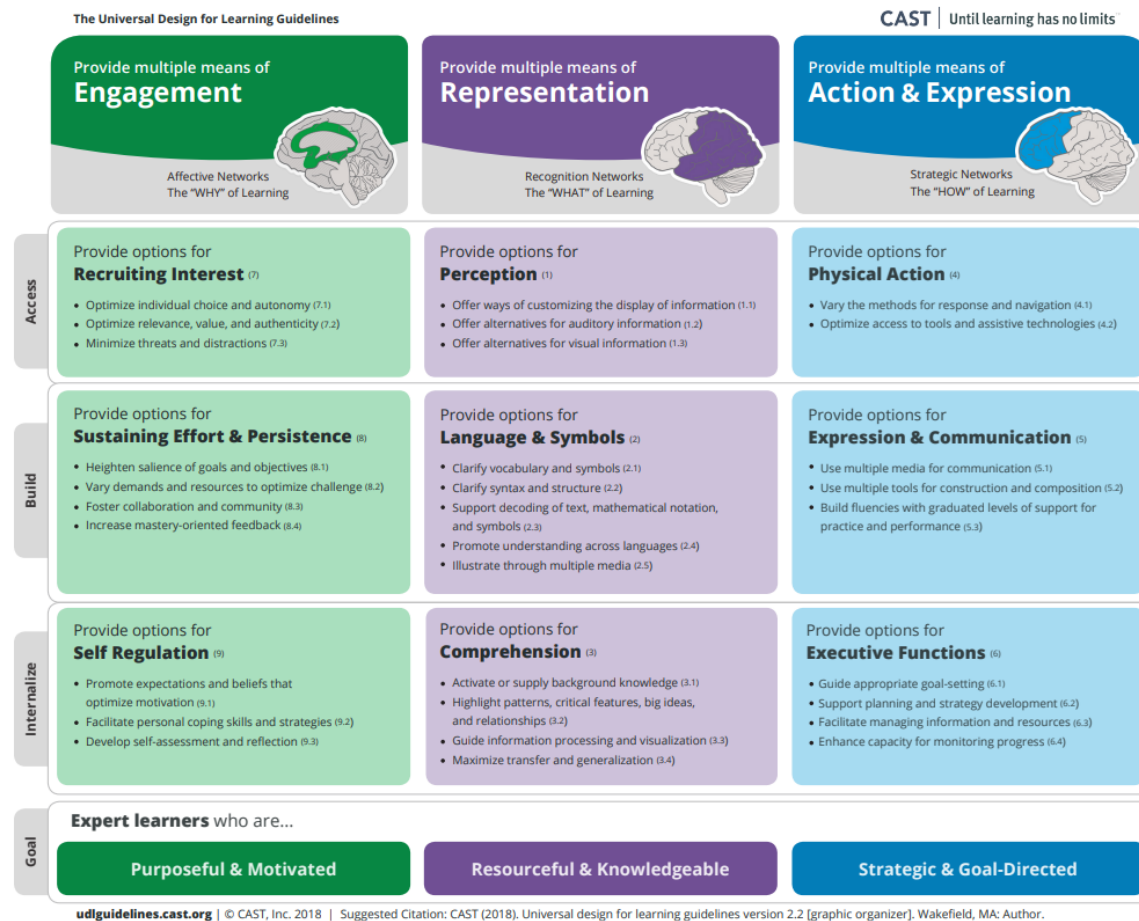 The Universal Design for Learning Guidelines
CAST | Until learning has no limits
Provide multiple means of
Engagement
Affective Networks
The “WHY” of Learning
Provide multiple means of
Representation
Recognition Networks
The “WHAT” of Learning
Provide multiple means of
Action & Expression
Strategic Networks
The “HOW” of Learning
Access
Provide options for
Recruiting Interest (7)
• Optimize individual choice and autonomy (7.1)
• Optimize relevance, value, and authenticity (7.2)
• Minimize threats and distractions (7.3)
Provide options for
Perception (1)
• Offer ways of customizing the display of information (1.1)
• Offer alternatives for auditory information (1.2)
• Offer alternatives for visual information (1.3)
Provide options for
Physical Action (4)
• Vary the methods for response and navigation (4.1)
• Optimize access to tools and assistive technologies (4.2)
Build
Provide options for
Sustaining Effort & Persistence (8)
• Heighten salience of goals and objectives (8.1)
• Vary demands and resources to optimize challenge (8.2)
• Foster collaboration and community (8.3)
• Increase mastery-oriented feedback (8.4)
Provide options for
Language & Symbols (2)
• Clarify vocabulary and symbols (2.1)
• Clarify syntax and structure (2.2)
• Support decoding of text, mathematical notation,
and symbols (2.3)
• Promote understanding across languages (2.4)
• Illustrate through multiple media (2.5)
Provide options for
Expression & Communication (5)
• Use multiple media for communication (5.1)
• Use multiple tools for construction and composition (5.2)
• Build fluencies with graduated levels of support for
practice and performance (5.3)
Internalize
Provide options for
Self Regulation (9)
• Promote expectations and beliefs that
optimize motivation (9.1)
• Facilitate personal coping skills and strategies (9.2)
• Develop self-assessment and reflection (9.3)
Provide options for
Comprehension (3)
• Activate or supply background knowledge (3.1)
• Highlight patterns, critical features, big ideas,
and relationships (3.2)
• Guide information processing and visualization (3.3)
• Maximize transfer and generalization (3.4)
Provide options for
Executive Functions (6)
• Guide appropriate goal-setting (6.1)
• Support planning and strategy development (6.2)
• Facilitate managing information and resources (6.3)
• Enhance capacity for monitoring progress (6.4)
Goal
Expert learners who are...
Purposeful & Motivated
Resourceful & Knowledgeable
Strategic & Goal-Directed
udlguidelines.cast.org | © CAST, Inc. 2018 | Suggested Citation: CAST (2018). Universal design for learning guidelines version 2.2 [graphic organizer]. Wakefield, MA: Author.